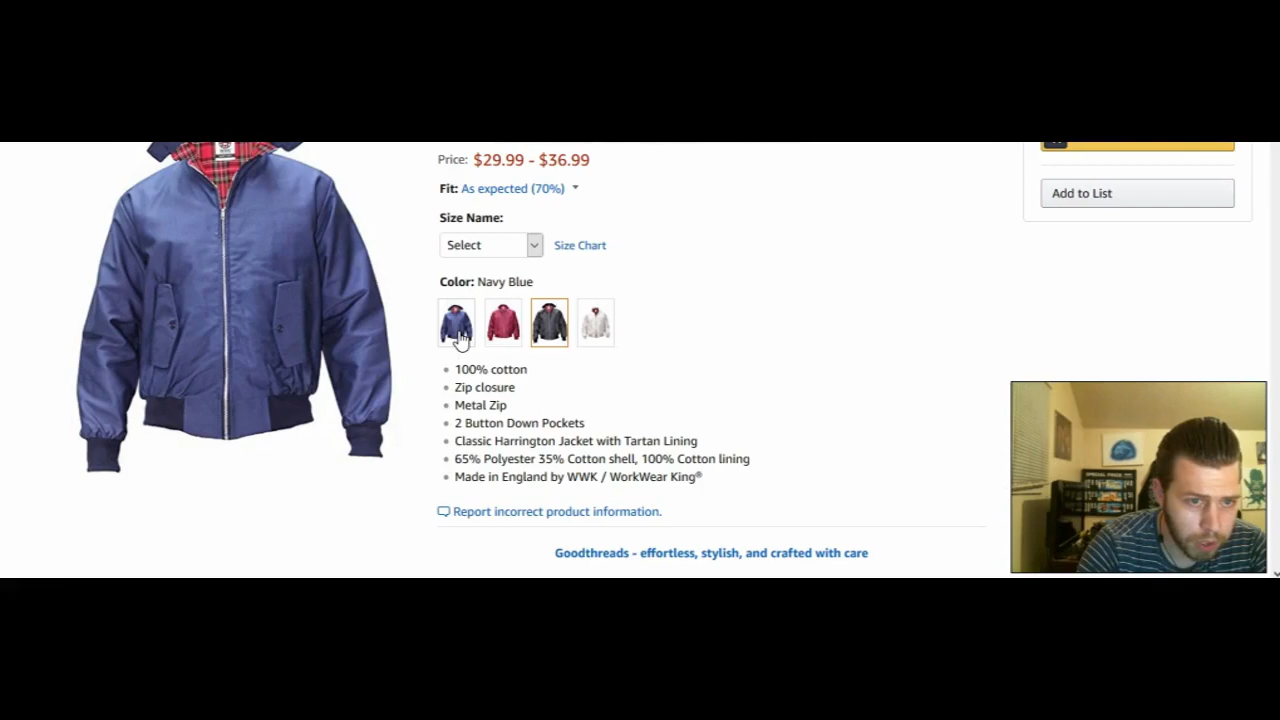 Price: $29.99 - $36.99
Fit: As expected (70%)
Size Name:
Select
Size Chart
Color: Navy Blue
100% cotton
Zip closure
Metal Zip
2 Button Down Pockets
Classic Harrington Jacket with Tartan Lining
65% Polyester 35% Cotton shell, 100% Cotton lining
Made in England by WWK / WorkWear King®
Report incorrect product information.
Goodthreads - effortless, stylish, and crafted with care
Add to List